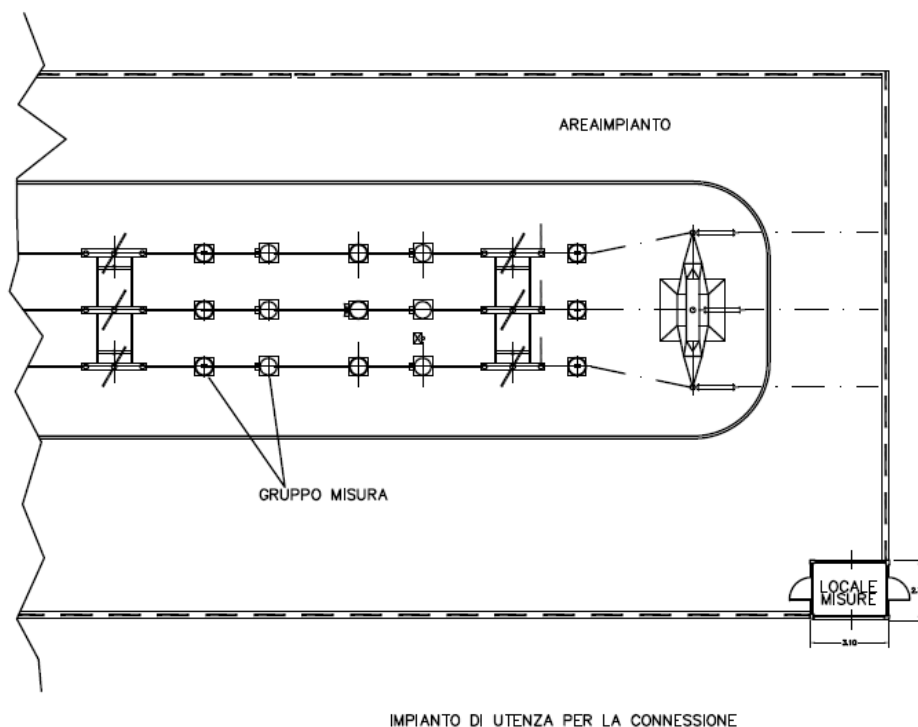 AREAIMPIANTO
GRUPPO MISURA
LOCALE
MISURE
3.10
IMPIANTO DI UTENZA PER LA CONNESSIONE